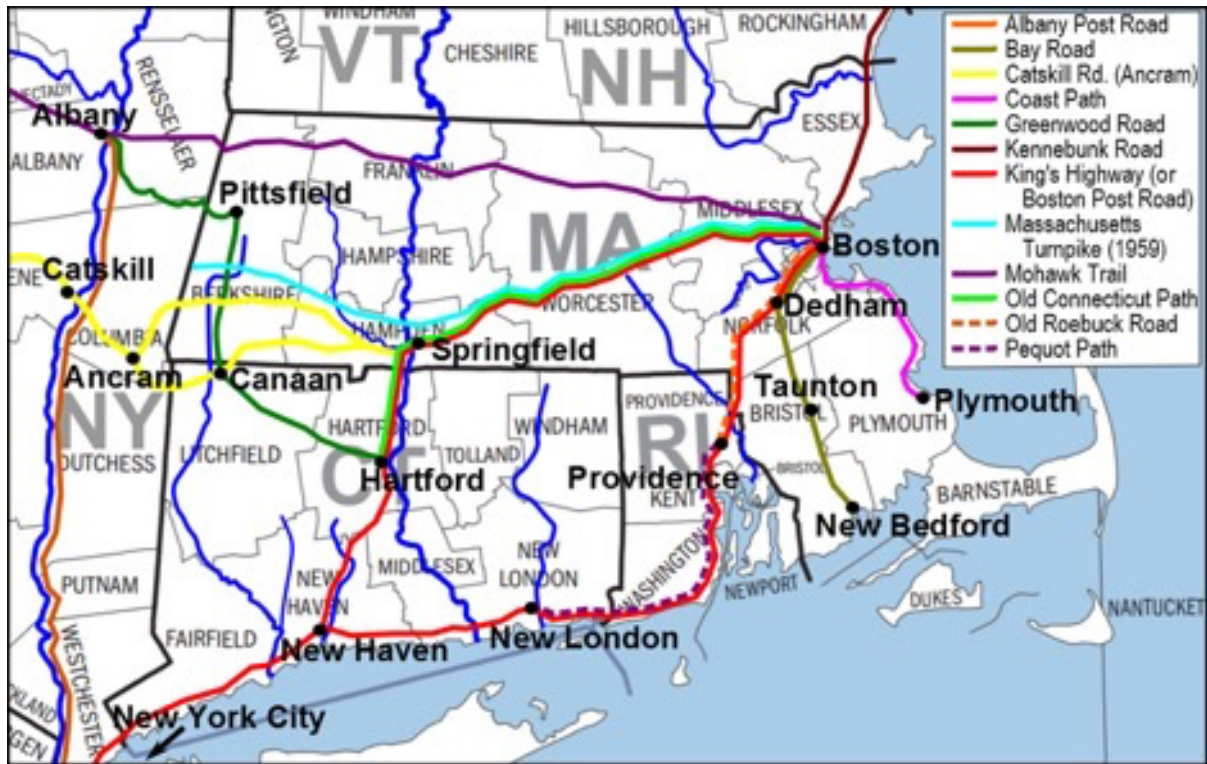 WINDHAM
HILLSBOROUGH
ROCKINGHAM
CHESHIRE
VT
NH
ESSEX
RENSSELAER
Albany
ALBANY
FRANKLIN
MIDDLESEX
Pittsfield
HAMPSHIRE
MA
Boston
Catskill
BERKSHIRE
WORCESTER
Dedham
COLUMBIA
HAMPDEN
NORFOLK
Springfield
Ancram
Canaan
Taunton
Plymouth
PROVIDENCE
BRISTOL
PLYMOUTH
NY
HARTFORD
WINDHAM
RI
DUTCHESS
LITCHFIELD
TOLLAND
CT
Hartford
Providence
BRISTOL
KENT
BARNSTABLE
New Bedford
PUTNAM
NEW
HAVEN
MIDDLESEX
NEW
LONDON
WASHINGTON
NEWPORT
DUKES
NANTUCKET
WESTCHESTER
FAIRFIELD
New Haven
New London
New York City
Albany Post Road
Bay Road
Catskill Rd. (Ancram)
Coast Path
Greenwood Road
Kennebunk Road
King's Highway (or
Boston Post Road)
Massachusetts
Turnpike (1959)
Mohawk Trail
Old Connecticut Path
Old Roebuck Road
Pequot Path